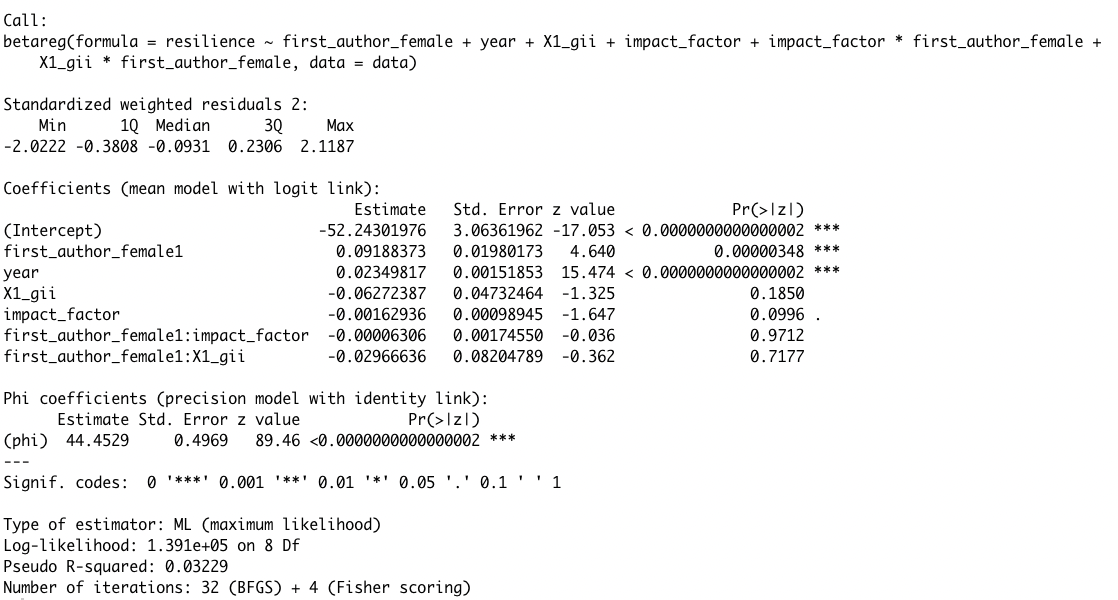 Call:
betareg(formula = resilience ~ first_author_female + year + X1_gii + impact_factor + impact_factor * first_author_female +
    X1_gii * first_author_female, data = data)

Standardized weighted residuals 2:
    Min      1Q  Median      3Q     Max
-2.0222 -0.3808 -0.0931  0.2306  2.1187

Coefficients (mean model with logit link):
                                     Estimate   Std. Error z value             Pr(>|z|)
(Intercept)                      -52.24301976   3.06361962 -17.053 < 0.0000000000000002 ***
first_author_female1               0.09188373   0.01980173   4.640           0.00000348 ***
year                               0.02349817   0.00151853  15.474 < 0.0000000000000002 ***
X1_gii                            -0.06272387   0.04732464  -1.325               0.1850
impact_factor                     -0.00162936   0.00098945  -1.647               0.0996 .
first_author_female1:impact_factor  -0.00006306   0.00174550  -0.036               0.9712
first_author_female1:X1_gii       -0.02966636   0.08204789  -0.362               0.7177

Phi coefficients (precision model with identity link):
      Estimate Std. Error z value            Pr(>|z|)
(phi)  44.4529     0.4969   89.46 <0.0000000000000002 ***
---
Signif. codes:  0 '***' 0.001 '**' 0.01 '*' 0.05 '.' 0.1 ' ' 1

Type of estimator: ML (maximum likelihood)
Log-likelihood: 1.391e+05 on 8 Df
Pseudo R-squared: 0.03229
Number of iterations: 32 (BFGS) + 4 (Fisher scoring)